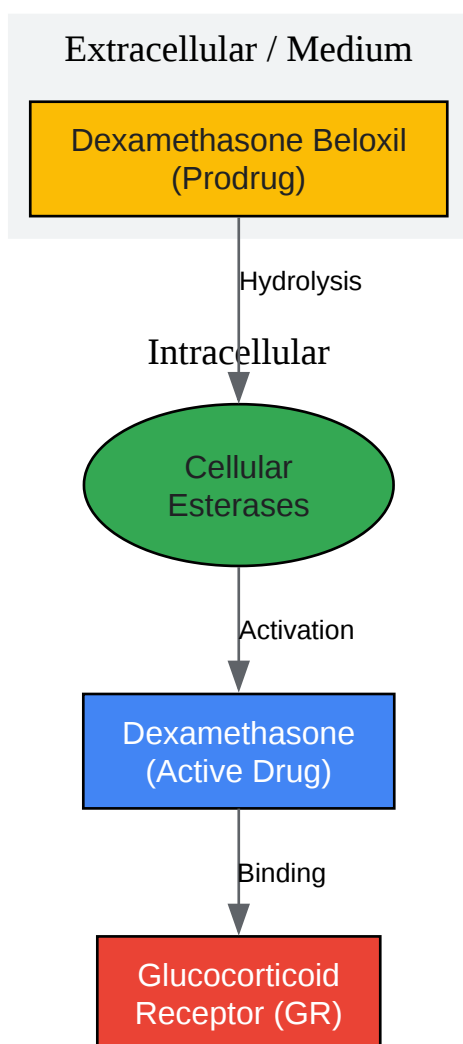 Extracellular / Medium
Dexamethasone Beloxil
(Prodrug)
Hydrolysis
Intracellular
Cellular
Esterases
Activation
Dexamethasone
(Active Drug)
Binding
Glucocorticoid
Receptor (GR)